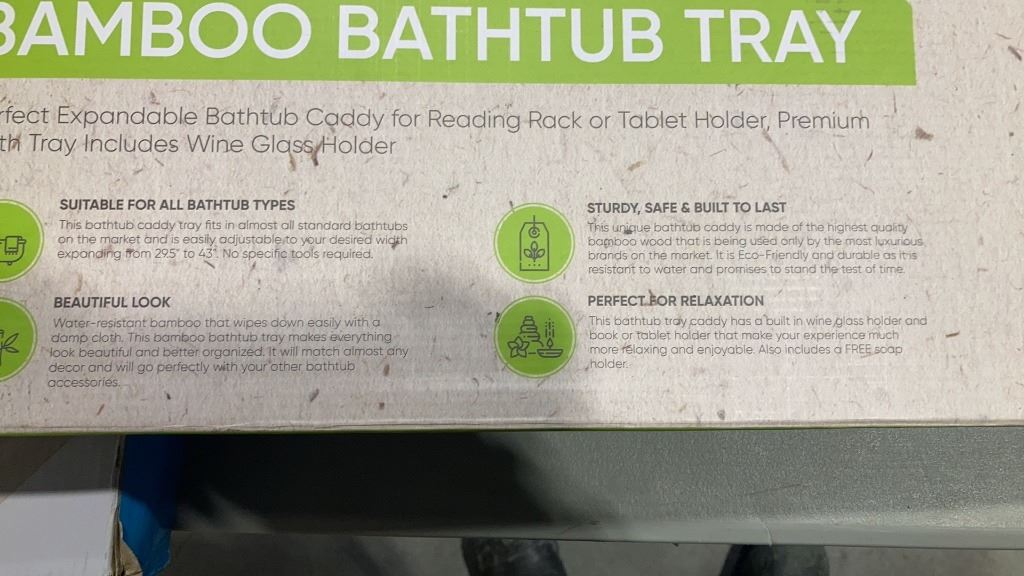 BAMBOO BATHTUB TRAY
rfect Expandable Bathtub Caddy for Reading Rack or Tablet Holder, Premium
th Tray Includes Wine Glass Holder
SUITABLE FOR ALL BATHTUB TYPES
This bathtub caddy tray fits in almost all standard bathtubs
on the market and is easily adjustable to your desired width
expanding from 29.5" to 43". No specific tools required.
BEAUTIFUL LOOK
Water-resistant bamboo that wipes down easily with a
damp cloth. This bamboo bathtub tray makes everything
look beautiful and better organized. It will match almost any
decor and will go perfectly with your other bathtub
accessories.
STURDY, SAFE & BUILT TO LAST
This unique bathtub caddy is made of the highest quality
bamboo wood that is being used only by the most luxurious
brands on the market. It is Eco-Friendly and durable as it is
resistant to water and promises to stand the test of time.
PERFECT FOR RELAXATION
This bathtub tray caddy has a built in wine glass holder and
book or tablet holder that make your experience much
more relaxing and enjoyable. Also includes a FREE soap
holder.